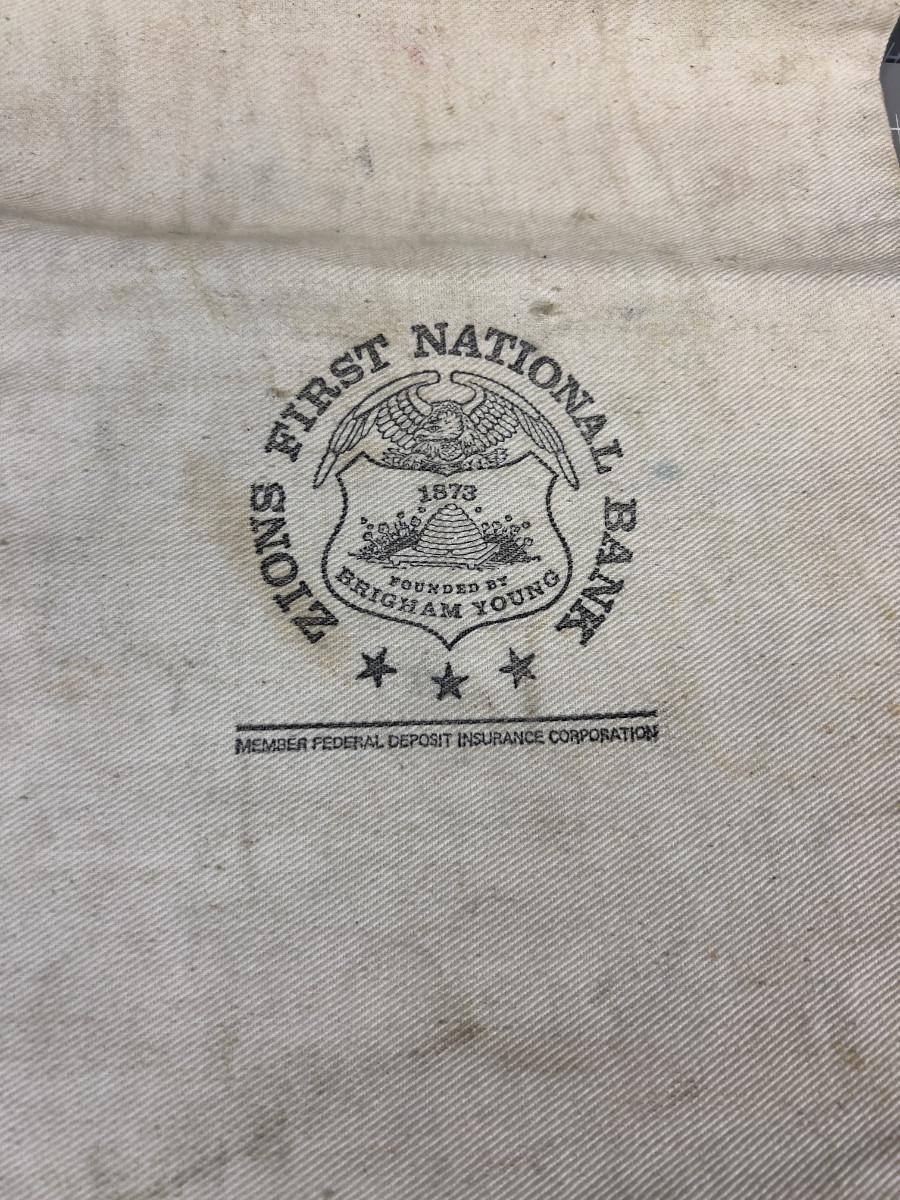 ZIONS FIRST NATIONAL BANK
1873
FOUNDED BY
BRIGHAM YOUNG
MEMBER FEDERAL DEPOSIT INSURANCE CORPORATION